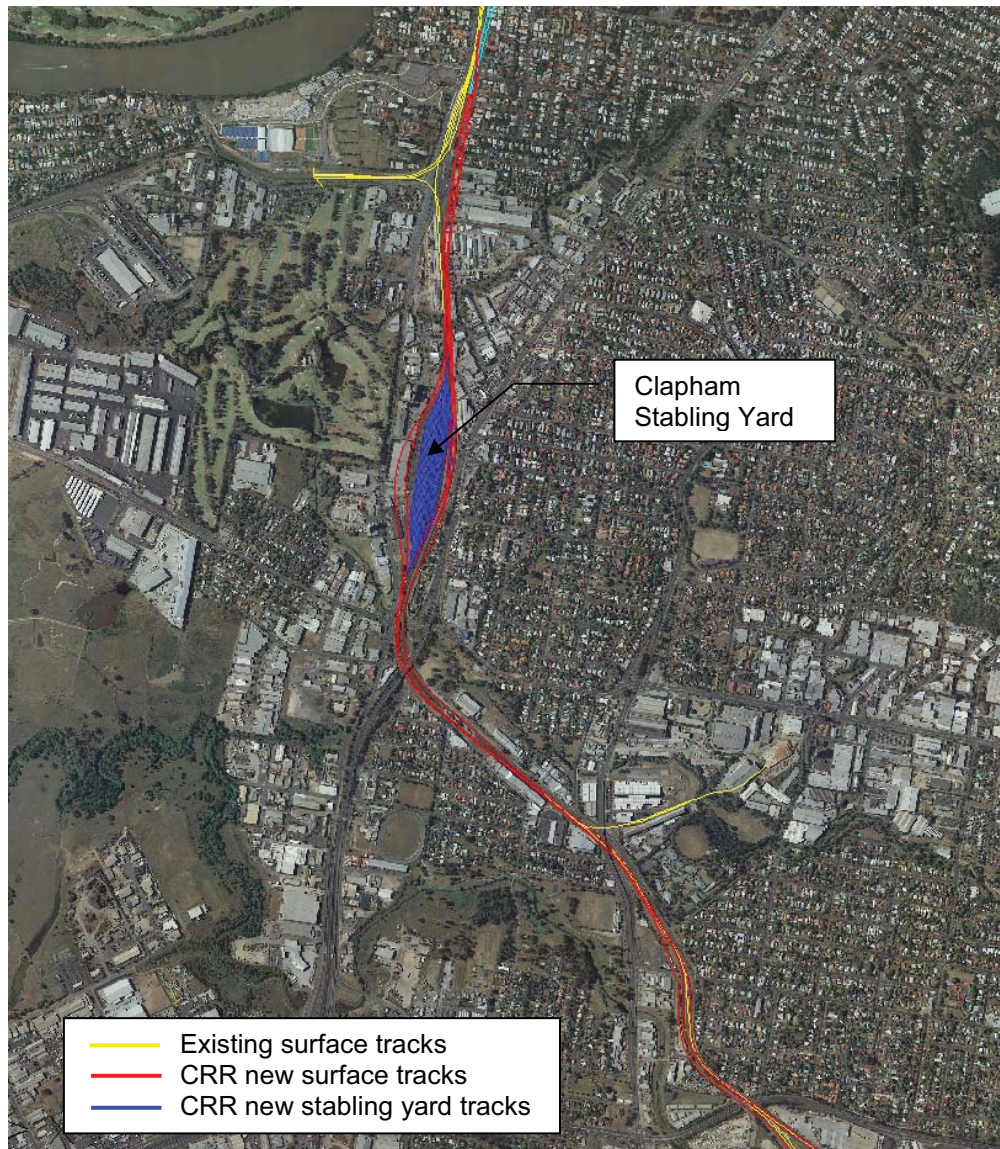 Clapham
Stabling Yard
Existing surface tracks
CRR new surface tracks
CRR new stabling yard tracks